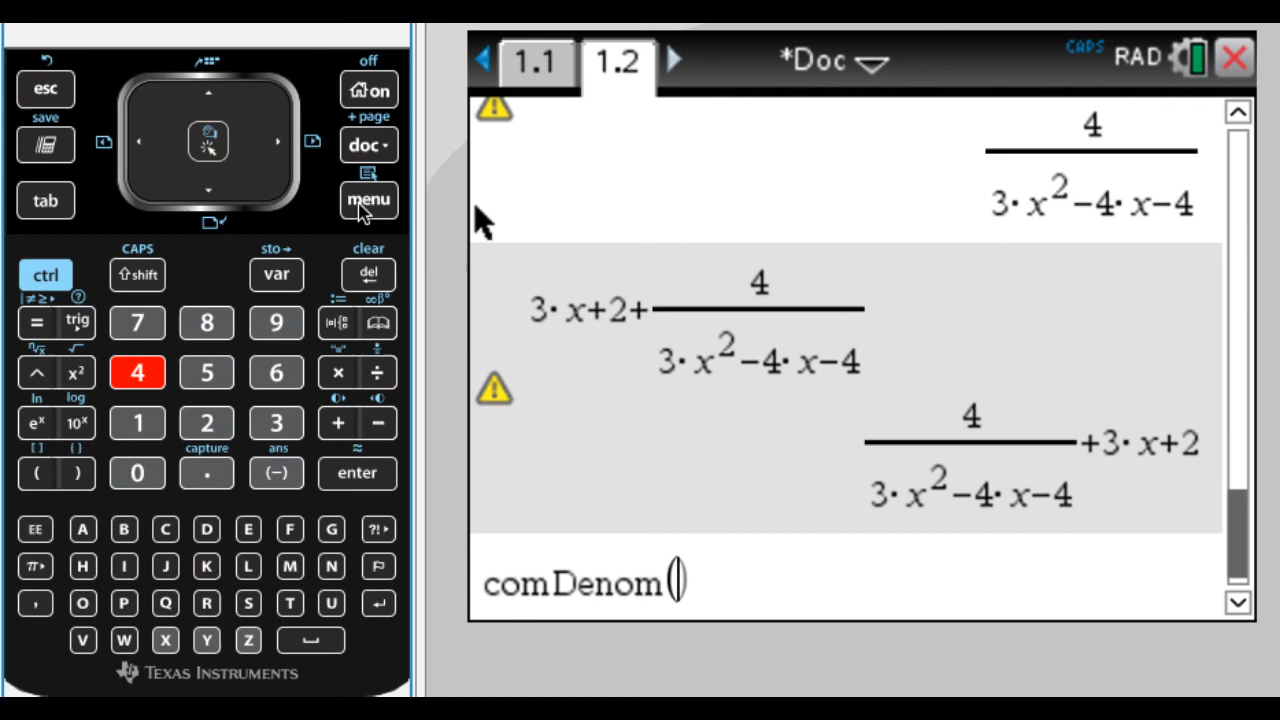 off
esc
on
save
+ page
doc
tab
menu
CAPS
sto→
clear
ctrl
⇧shift
var
del
|≠≥▸
:=
∞β°
=
trig
7
8
9
|□|{
ⁿ√x
√
"□"
^
x²
4
5
6
×
÷
ln
log
eˣ
10ˣ
1
2
3
+
−
[ ]
{ }
capture
ans
≈
(
)
0
.
(−)
enter
EE
A
B
C
D
E
F
G
?!▸
π▸
H
I
J
K
L
M
N
,
O
P
Q
R
S
T
U
↵
V
W
X
Y
Z
TEXAS INSTRUMENTS
1.1
1.2
*Doc
CAPS
RAD
4
3· x²−4· x−4
4
3· x+2+
3· x²−4· x−4
4
+3· x+2
3· x²−4· x−4
comDenom()